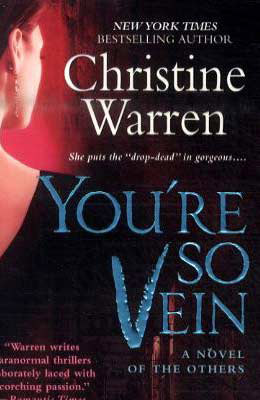 NEW YORK TIMES
BESTSELLING AUTHOR
Christine
Warren
She puts the "drop-dead" in gorgeous....
YOU'RE
SO
VEIN
A NOVEL
OF THE OTHERS
"Warren writes
aranormal thrillers
borately laced with
corching passion."
—Romantic Times